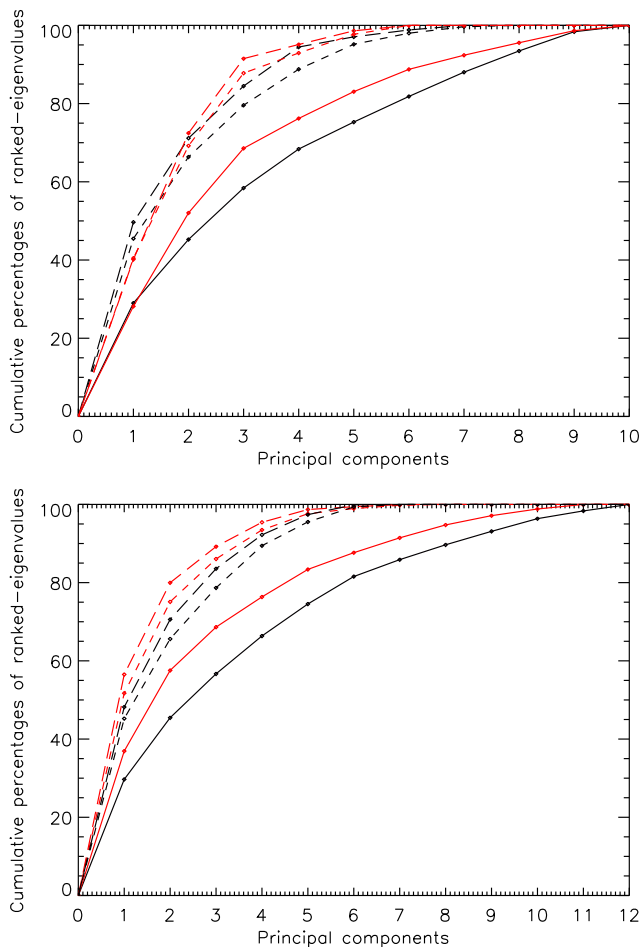 Cumulative percentages of ranked-eigenvalues
100
80
60
40
20
0
0 1 2 3 4 5 6 7 8 9 10
Principal components
Cumulative percentages of ranked-eigenvalues
100
80
60
40
20
0
0 1 2 3 4 5 6 7 8 9 10 11 12
Principal components